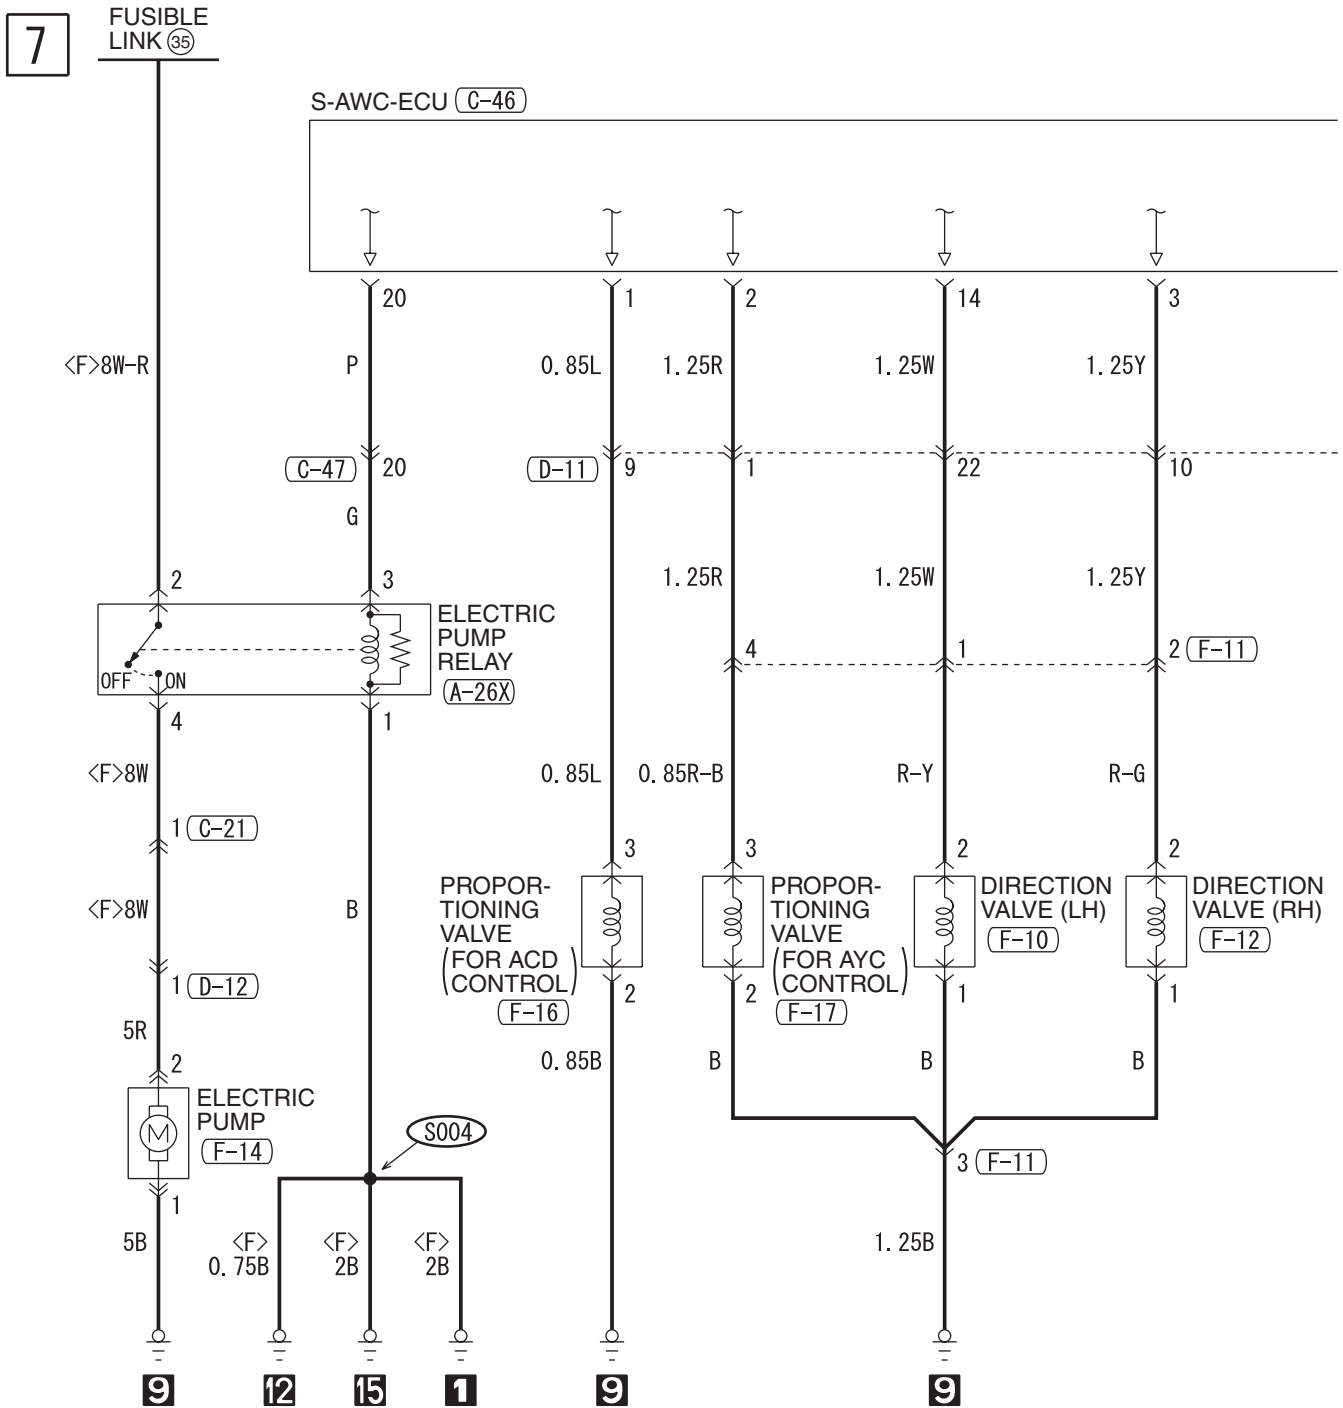 7
FUSIBLE
LINK 35
S-AWC-ECU C-46
20
1
2
14
3
<F>8W-R
P
0.85L
1.25R
1.25W
1.25Y
C-47
20
D-11
9
1
22
10
G
1.25R
1.25W
1.25Y
2
3
ELECTRIC
PUMP
RELAY
A-26X
OFF
ON
4
1
4
1
2
F-11
<F>8W
0.85L
0.85R-B
R-Y
R-G
1
C-21
3
3
2
2
<F>8W
B
PROPOR-
TIONING
VALVE
(FOR ACD
CONTROL)
F-16
PROPOR-
TIONING
VALVE
(FOR AYC
CONTROL)
F-17
DIRECTION
VALVE (LH)
F-10
DIRECTION
VALVE (RH)
F-12
1
D-12
2
2
1
1
5R
0.85B
B
B
B
2
ELECTRIC
PUMP
F-14
M
S004
3
F-11
1
5B
<F>
0.75B
<F>
2B
<F>
2B
1.25B
9
12
15
1
9
9